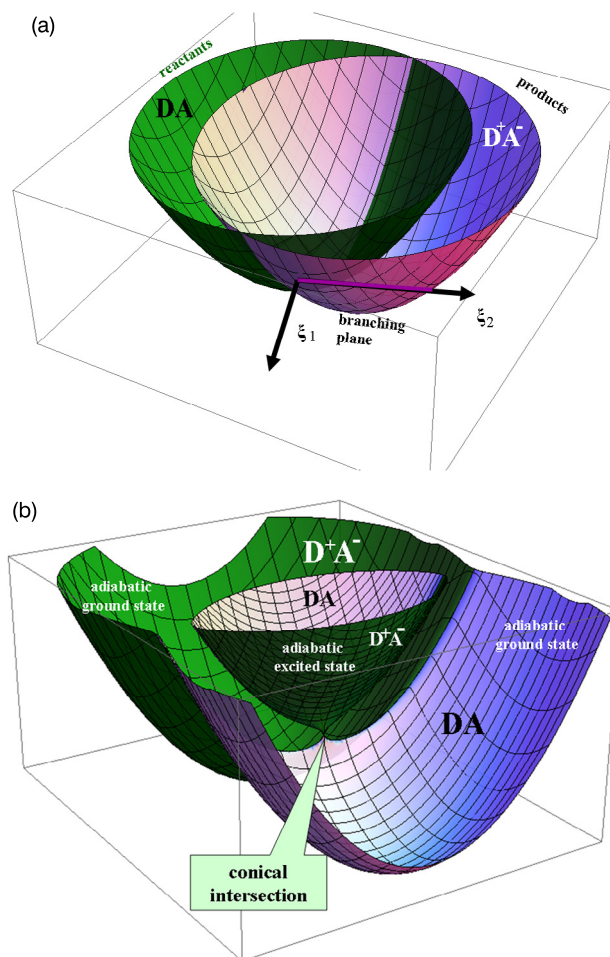 (a)
reactants
DA
products
D⁺A⁻
ξ₁
branching
plane
ξ₂
(b)
D⁺A⁻
adiabatic
ground state
DA
D⁺A⁻
adiabatic
excited state
adiabatic
ground state
DA
conical
intersection